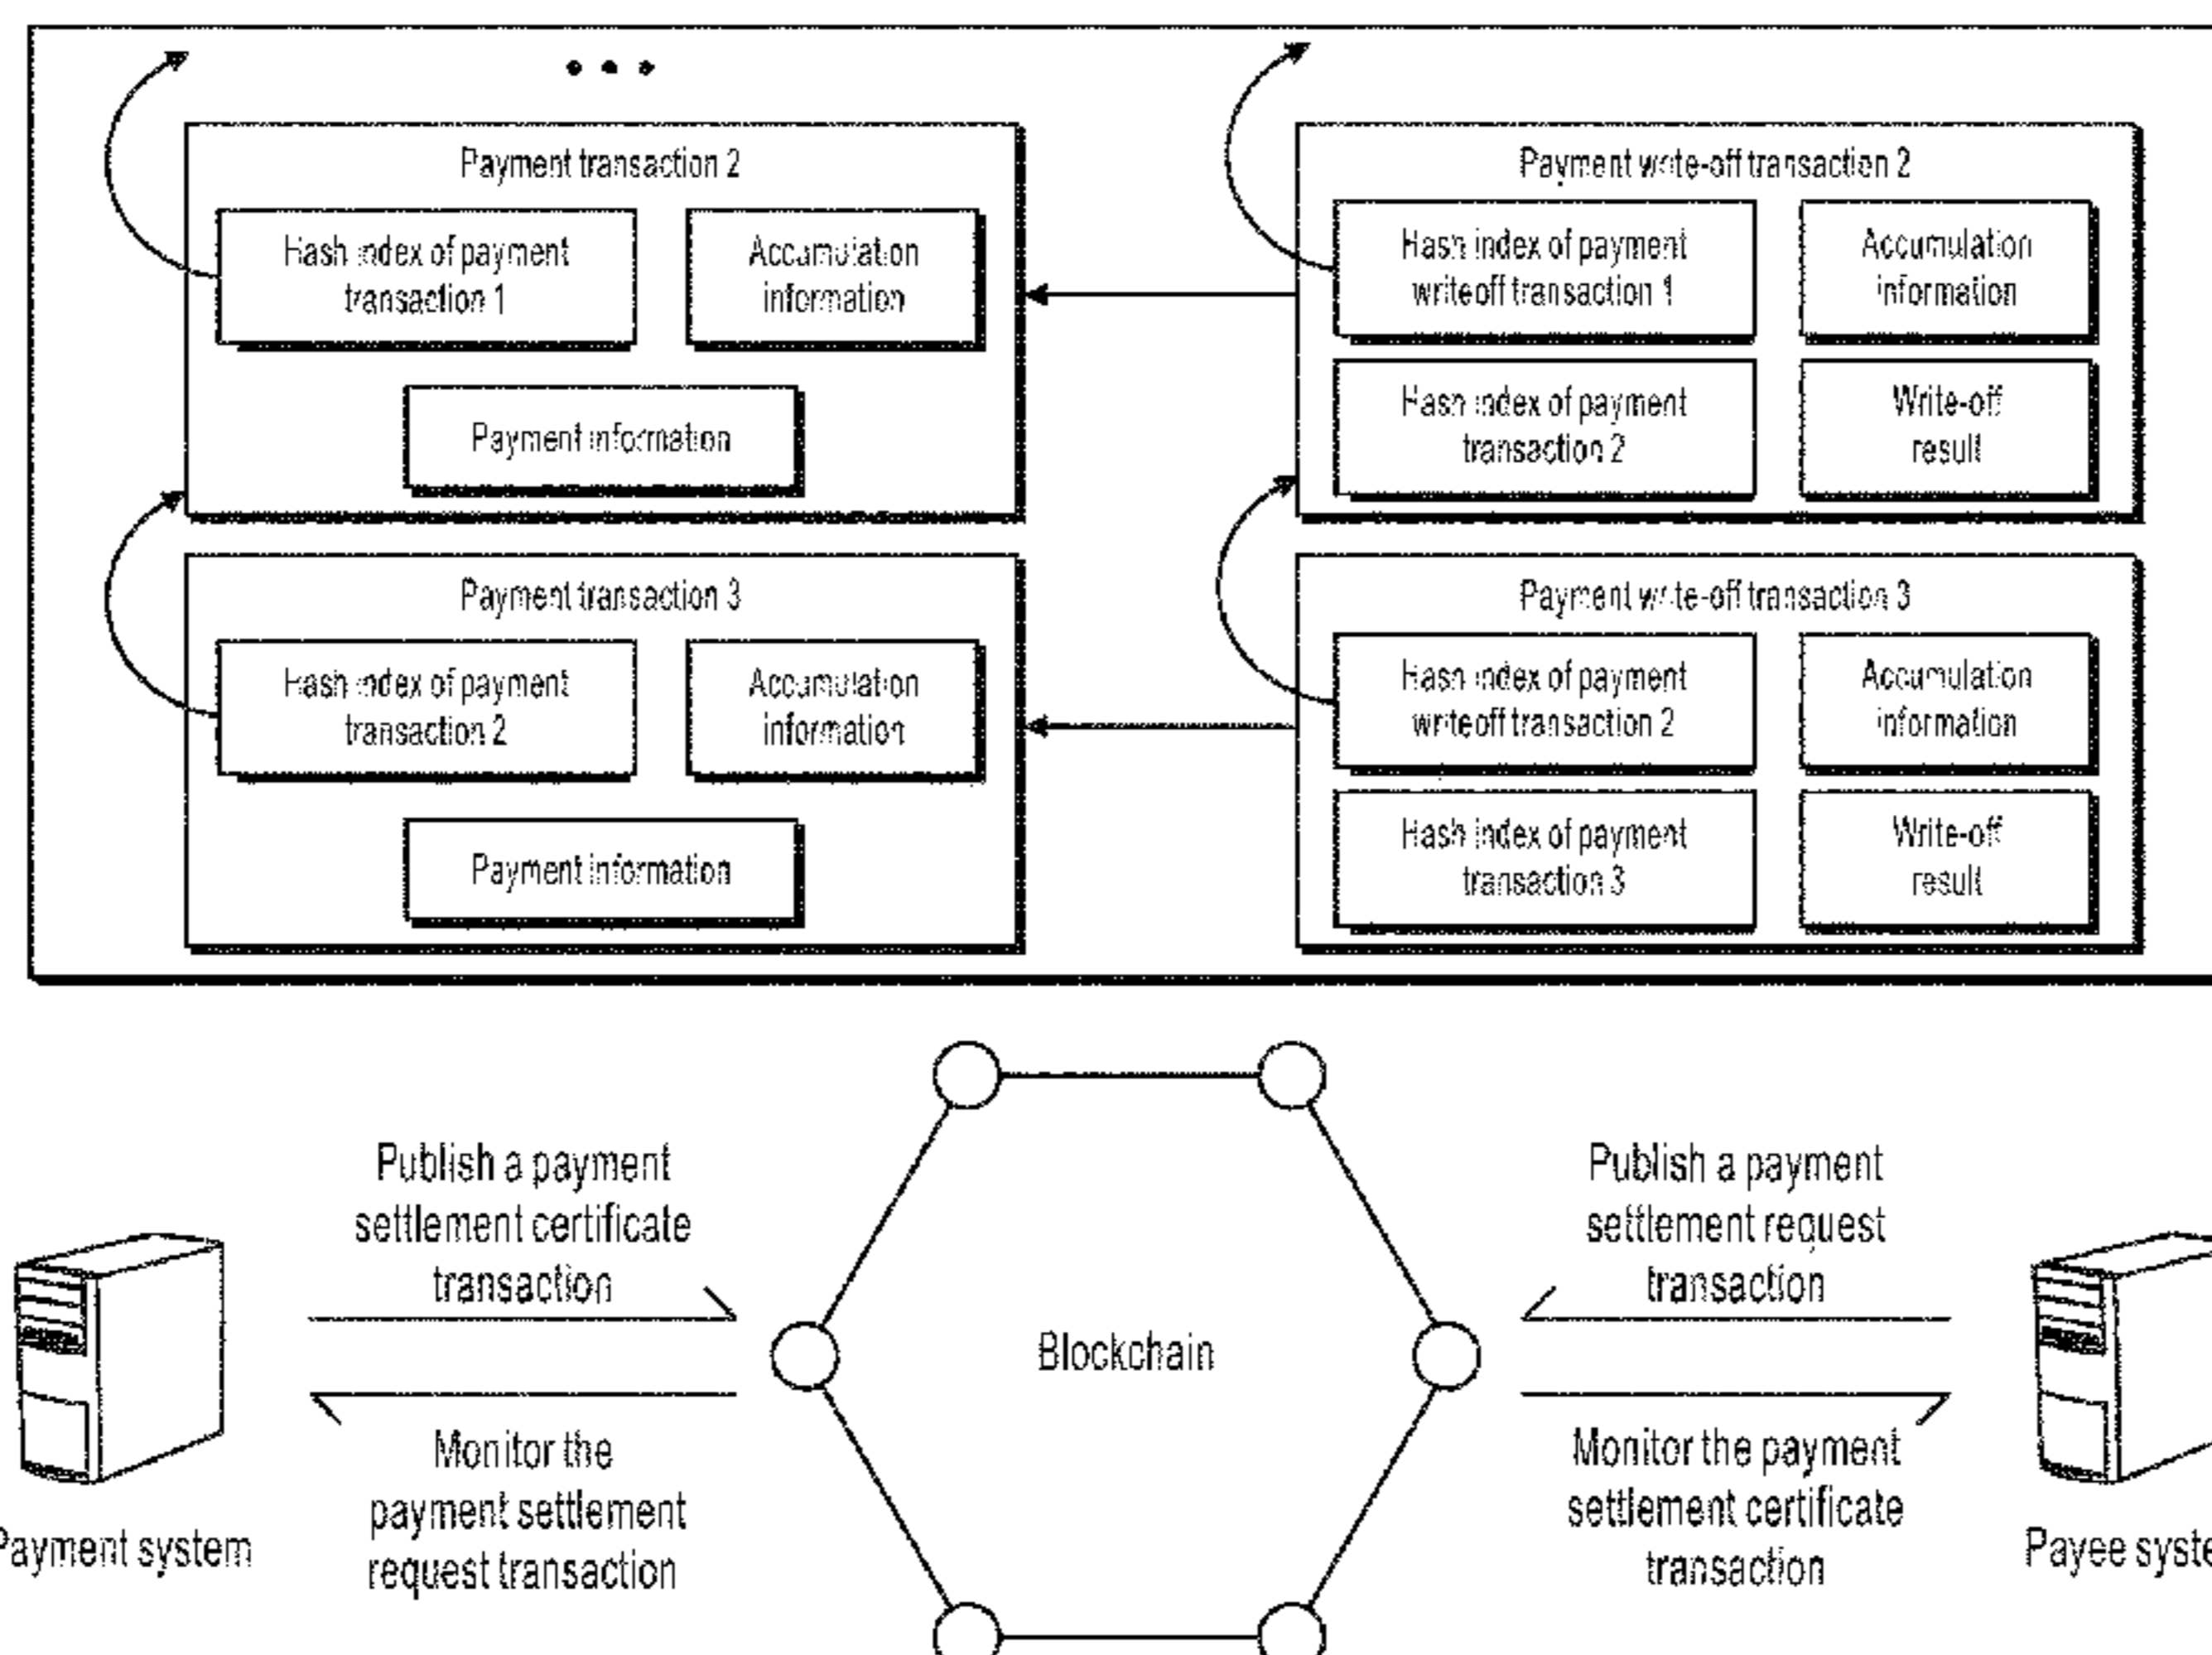 • • •
Payment transaction 2
Hash index of payment
transaction 1
Accumulation
information
Payment information
Payment write-off transaction 2
Hash index of payment
writeoff transaction 1
Accumulation
information
Hash index of payment
transaction 2
Write-off
result
Payment transaction 3
Hash index of payment
transaction 2
Accumulation
information
Payment information
Payment write-off transaction 3
Hash index of payment
writeoff transaction 2
Accumulation
information
Hash index of payment
transaction 3
Write-off
result
Publish a payment
settlement certificate
transaction
Monitor the
payment settlement
request transaction
Payment system
Blockchain
Publish a payment
settlement request
transaction
Monitor the payment
settlement certificate
transaction
Payee syste